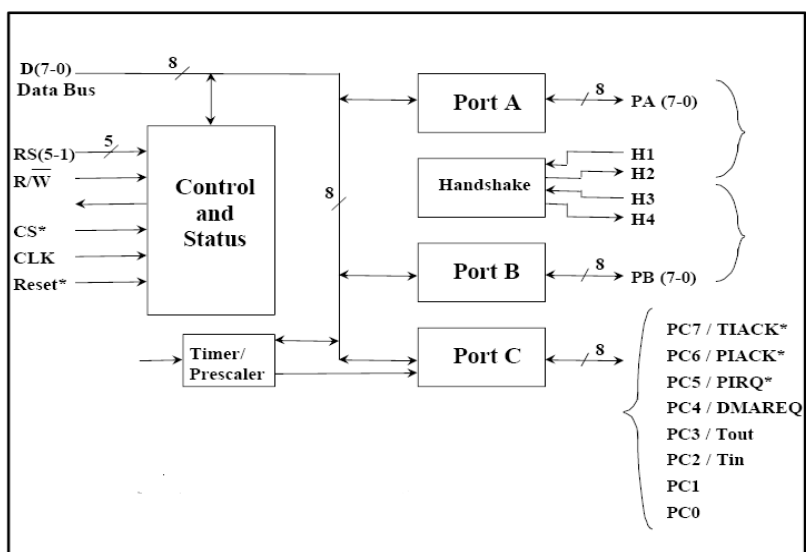 D(7-0)
Data Bus
8
RS(5-1)
5
R/W̅
CS*
CLK
Reset*
Control
and
Status
8
Timer/
Prescaler
Port A
8
PA (7-0)
Handshake
H1
H2
H3
H4
Port B
8
PB (7-0)
Port C
8
PC7 / TIACK*
PC6 / PIACK*
PC5 / PIRQ*
PC4 / DMAREQ
PC3 / Tout
PC2 / Tin
PC1
PC0